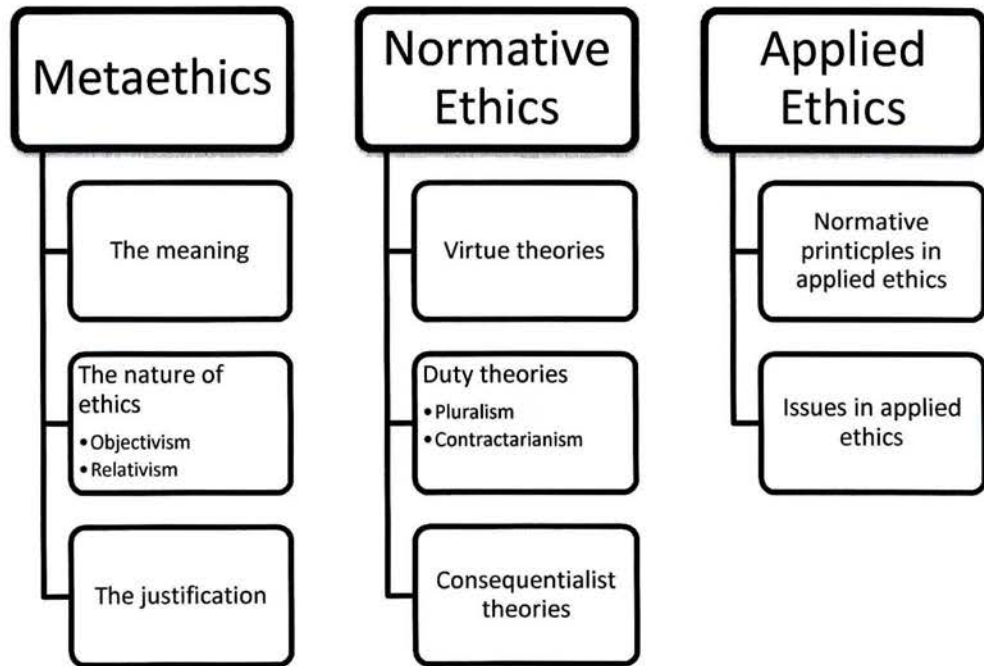 Metaethics
The meaning
The nature of
ethics
• Objectivism
• Relativism
The justification
Normative
Ethics
Virtue theories
Duty theories
• Pluralism
• Contractarianism
Consequentialist
theories
Applied
Ethics
Normative
printicples in
applied ethics
Issues in applied
ethics